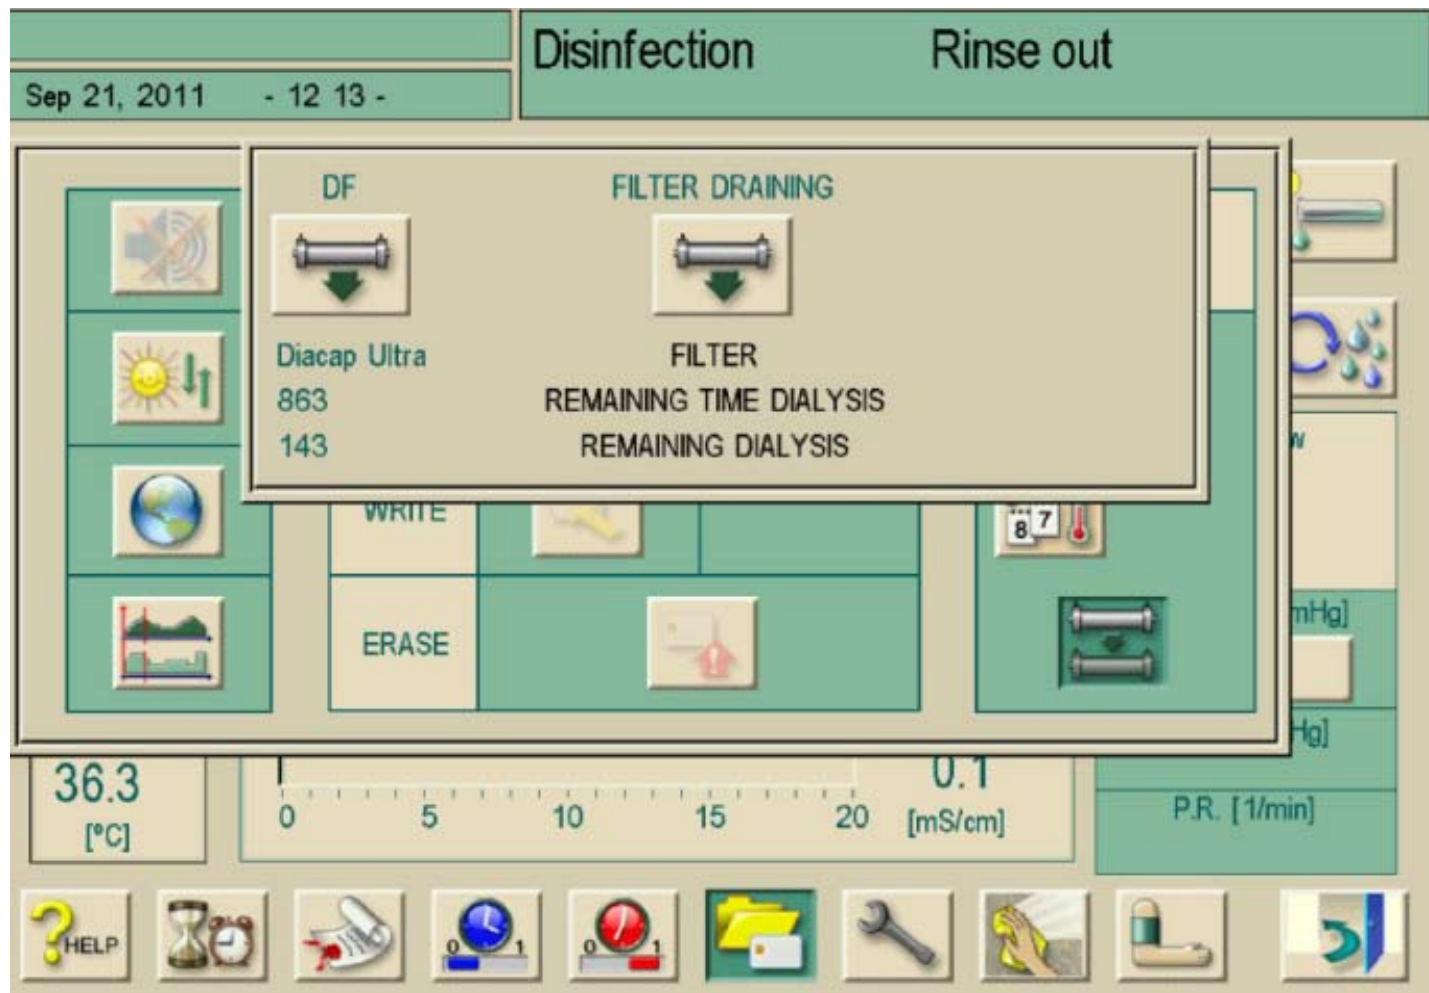 Disinfection Rinse out
Sep 21, 2011 - 12 13 -
DF FILTER DRAINING
Diacap Ultra FILTER
863 REMAINING TIME DIALYSIS
143 REMAINING DIALYSIS
WRITE
8 7
ERASE
mHg]
Hg]
36.3
[°C]
0 5 10 15 20
0.1
[mS/cm]
P.R. [1/min]
HELP
0 1
0 1